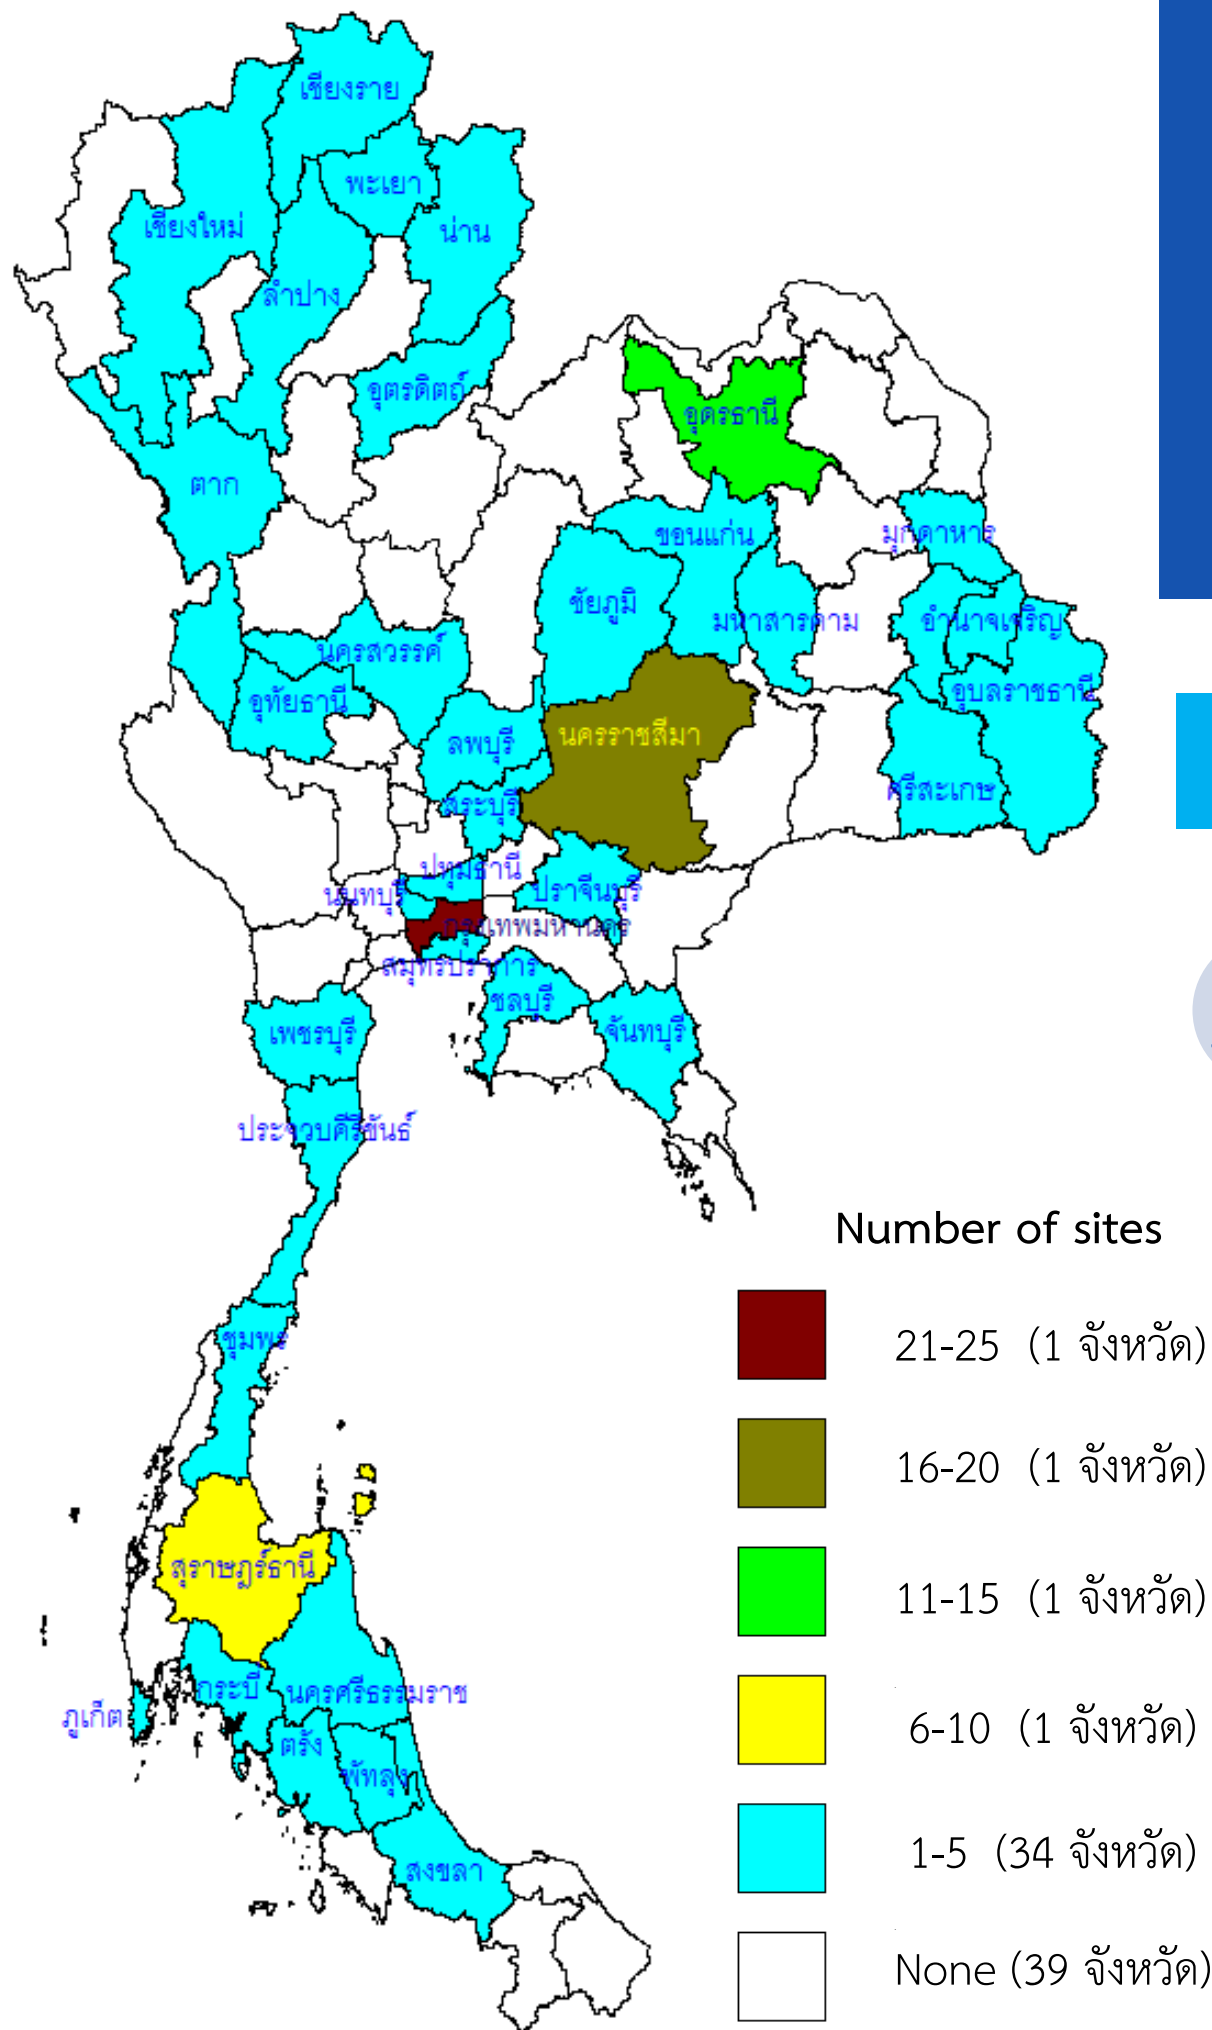 เชียงราย
พะเยา
เชียงใหม่
น่าน
ลำปาง
อุตรดิตถ์
อุดรธานี
ตาก
ขอนแก่น
มุกดาหาร
ชัยภูมิ
มหาสารคาม
อำนาจเจริญ
นครสวรรค์
อุทัยธานี
อุบลราชธานี
นครราชสีมา
ลพบุรี
ศรีสะเกษ
สระบุรี
ปทุมธานี
นนทบุรี
ปราจีนบุรี
กรุงเทพมหานคร
สมุทรปราการ
ชลบุรี
เพชรบุรี
จันทบุรี
ประจวบคีรีขันธ์
Number of sites
ชุมพร
21-25 (1 จังหวัด)
16-20 (1 จังหวัด)
สุราษฎร์ธานี
11-15 (1 จังหวัด)
กระบี่
นครศรีธรรมราช
ภูเก็ต
6-10 (1 จังหวัด)
ตรัง
พัทลุง
1-5 (34 จังหวัด)
สงขลา
None (39 จังหวัด)